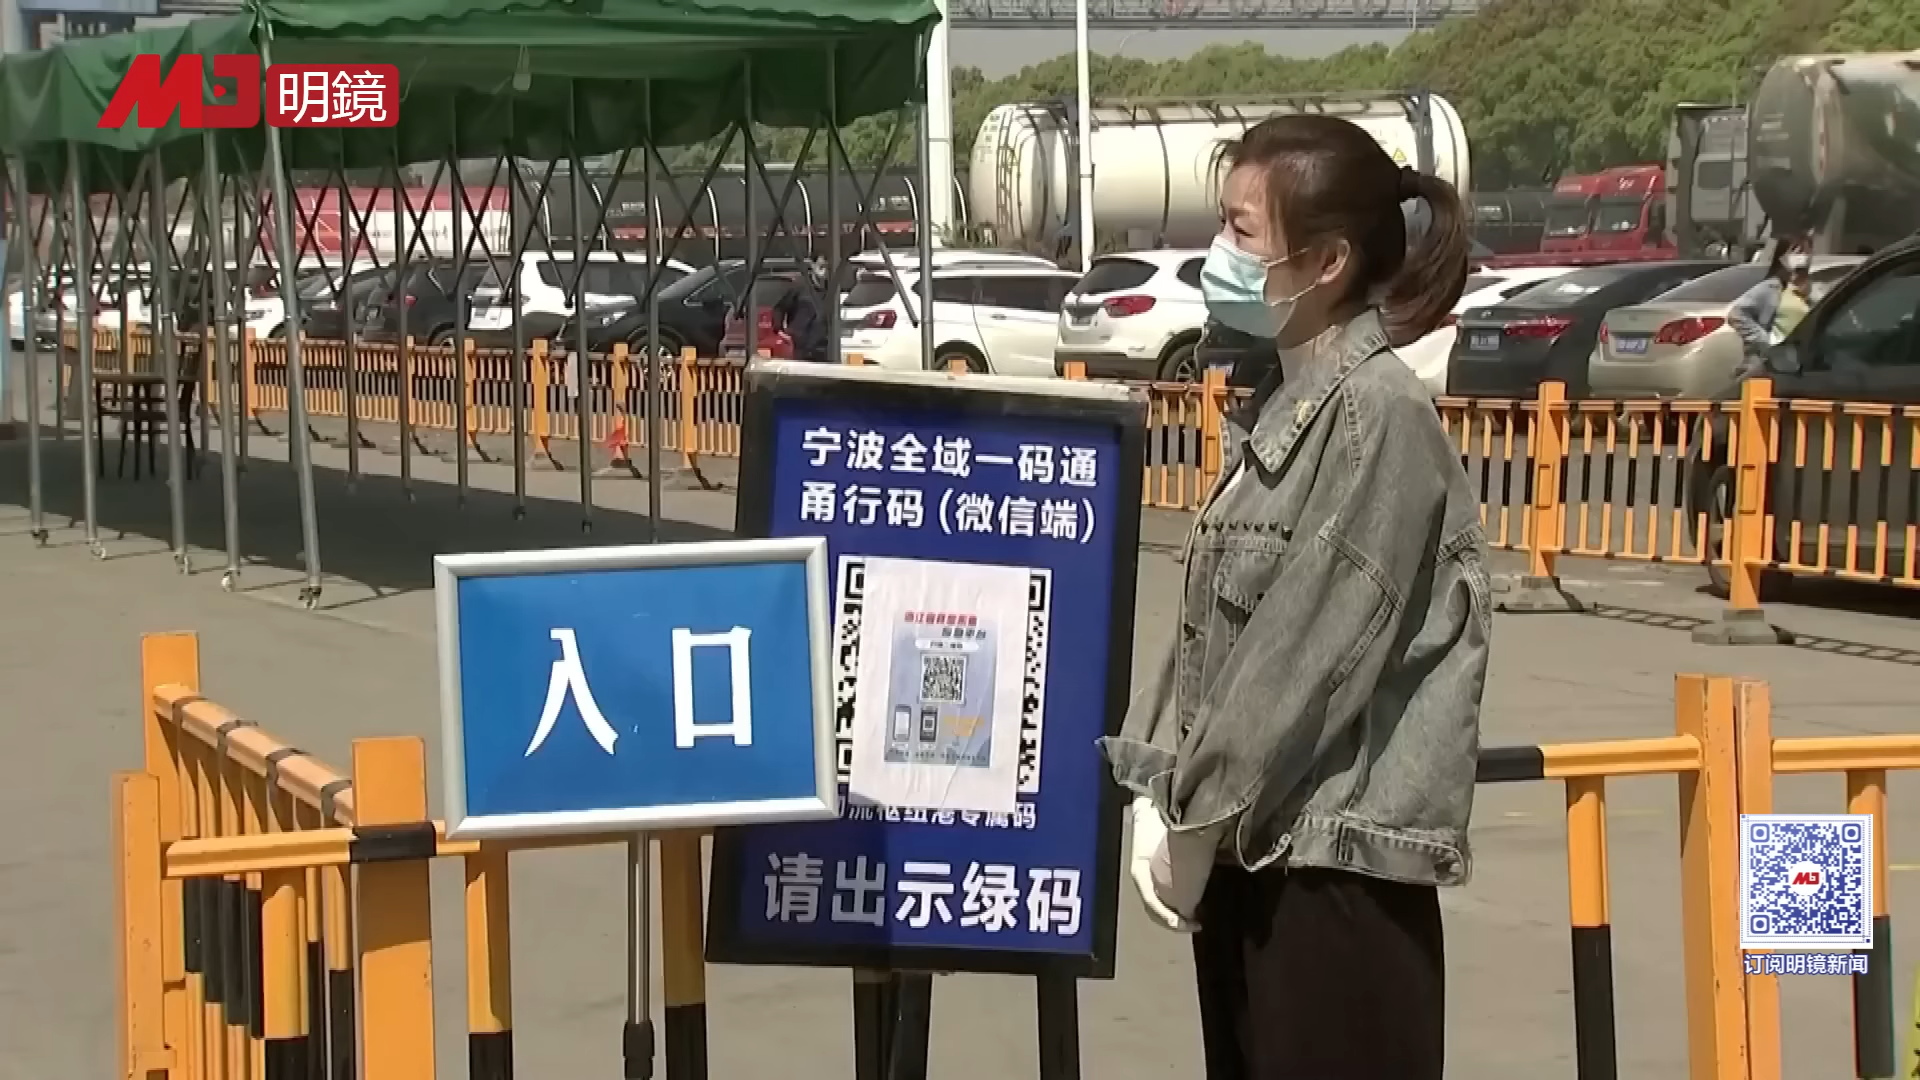 明鏡
宁波全域一码通
甬行码(微信端)
入口
请出示绿码
订阅明镜新闻